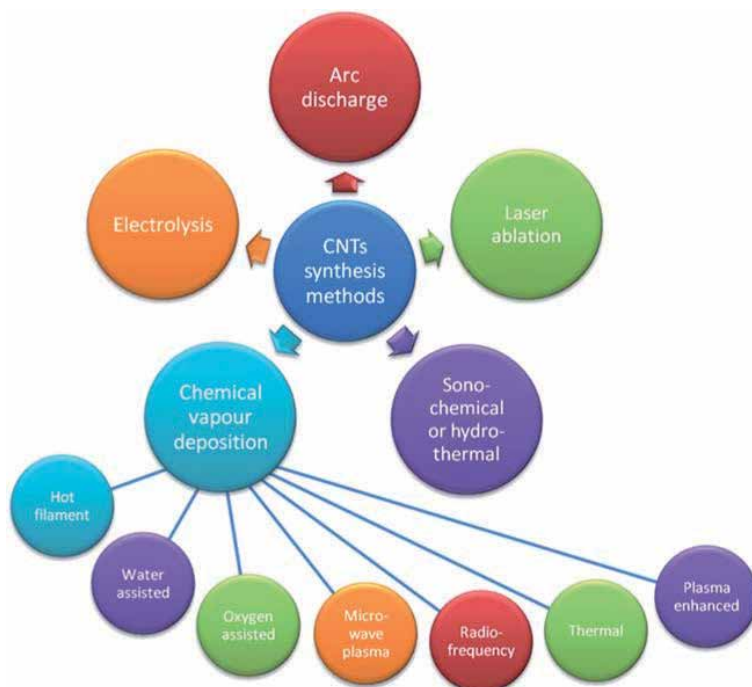 Arc
discharge
Electrolysis
Laser
ablation
CNTs
synthesis
methods
Chemical
vapour
deposition
Sono-
chemical
or hydro-
thermal
Hot
filament
Water
assisted
Oxygen
assisted
Micro-
wave
plasma
Radio-
frequency
Thermal
Plasma
enhanced